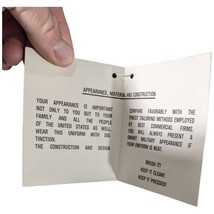 APPEARANCE, MATERIAL AND CONSTRUCTION
YOUR APPEARANCE IS IMPORTANT
NOT ONLY TO YOU BUT TO YOUR
FAMILY AND ALL THE PEOPLE
OF THE UNITED STATES AS WELL.
WEAR THIS UNIFORM WITH DIS-
TINCTION.
THE CONSTRUCTION AND DESIGN
COMPARE FAVORABLY WITH THE
FINEST TAILORING METHODS EMPLOYED
BY BEST COMMERCIAL FIRMS.
YOU WILL ALWAYS PRESENT A
SMART MILITARY APPEARANCE IF
YOUR UNIFORM IS NEAT.
BRUSH IT!
KEEP IT CLEAN!
KEEP IT PRESSED!